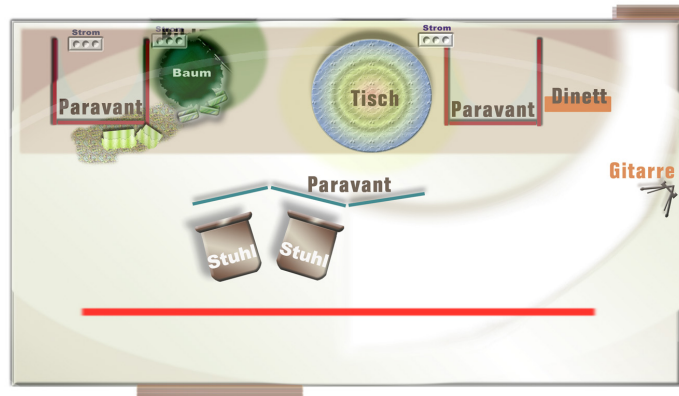 Strom
Strom
Strom
Baum
Paravant
Tisch
Paravant
Dinett
Gitarre
Paravant
Stuhl
Stuhl